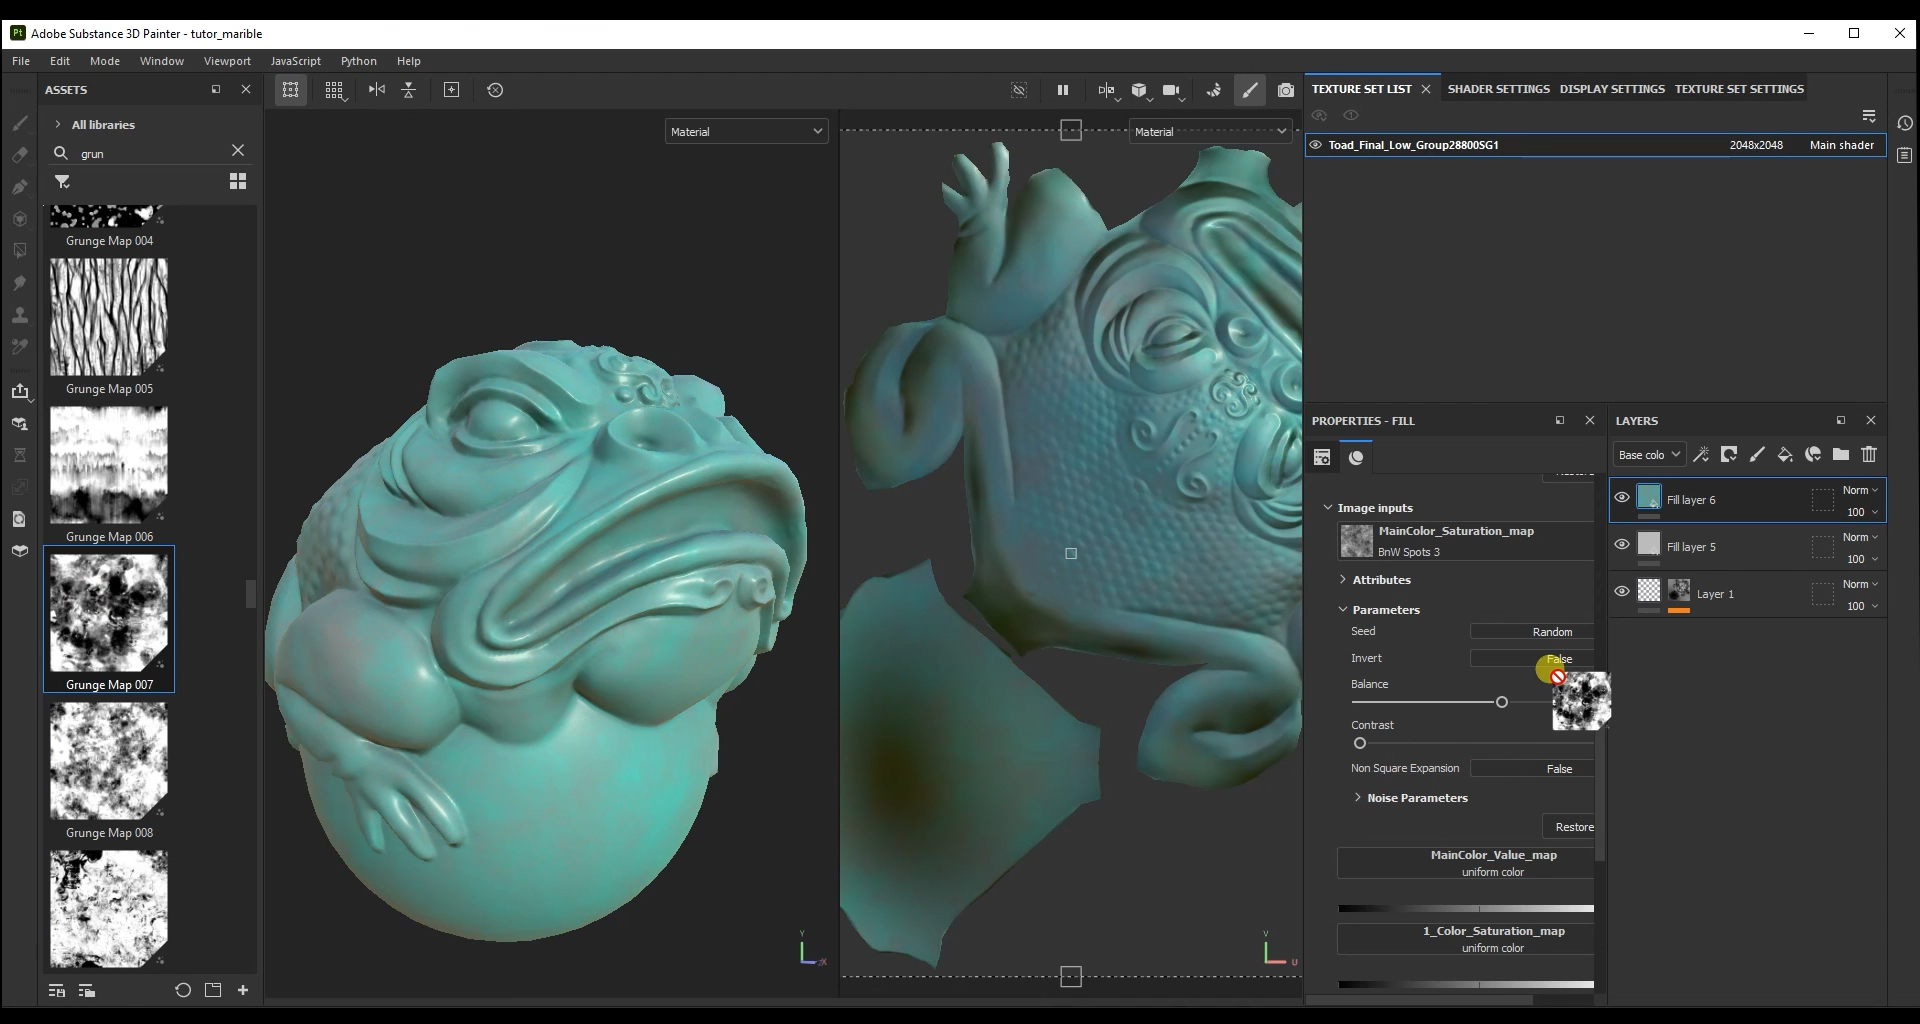 Pt Adobe Substance 3D Painter - tutor_marible
File Edit Mode Window Viewport JavaScript Python Help
ASSETS
All libraries
grun
Grunge Map 004
Grunge Map 005
Grunge Map 006
Grunge Map 007
Grunge Map 008
Material
Material
Y
X
V
U
TEXTURE SET LIST SHADER SETTINGS DISPLAY SETTINGS TEXTURE SET SETTINGS
Toad_Final_Low_Group28800SG1 2048x2048 Main shader
PROPERTIES - FILL
Image inputs
MainColor_Saturation_map
BnW Spots 3
Attributes
Parameters
Seed Random
Invert False
Balance
Contrast
Non Square Expansion False
Noise Parameters
Restore
MainColor_Value_map
uniform color
1_Color_Saturation_map
uniform color
LAYERS
Base colo
Fill layer 6 Norm
100
Fill layer 5 Norm
100
Layer 1 Norm
100